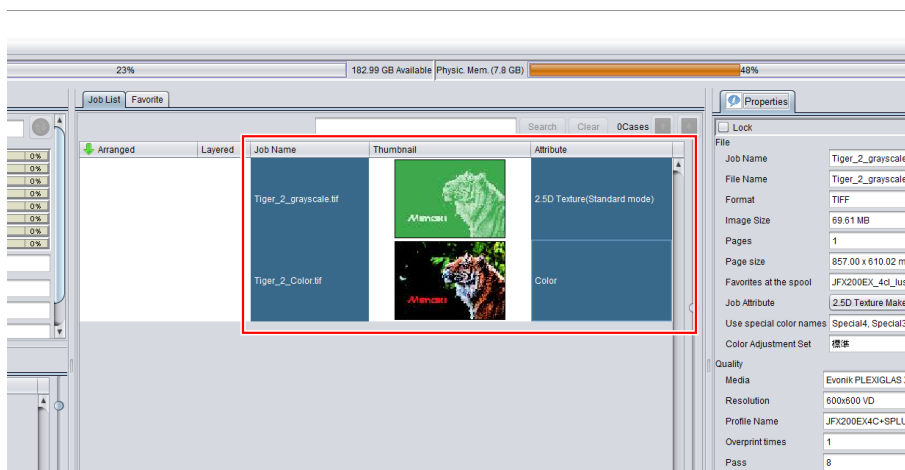 23%
182.99 GB Available
Physic. Mem. (7.8 GB)
48%
Job List
Favorite
Properties
Search
Clear
0Cases
Lock
Arranged
Layered
Job Name
Thumbnail
Attribute
File
0%
0%
0%
0%
0%
0%
0%
0%
Tiger_2_grayscale.tif
2.5D Texture(Standard mode)
Tiger_2_Color.tif
Color
Job Name
Tiger_2_grayscale
File Name
Tiger_2_grayscale
Format
TIFF
Image Size
69.61 MB
Pages
1
Page size
857.00 x 610.02 m
Favorites at the spool
JFX200EX_4cl_lus
Job Attribute
2.5D Texture Make
Use special color names
Special4, Special3
Color Adjustment Set
標準
Quality
Media
Evonik PLEXIGLAS
Resolution
600x600 VD
Profile Name
JFX200EX4C+SPLU
Overprint times
1
Pass
8